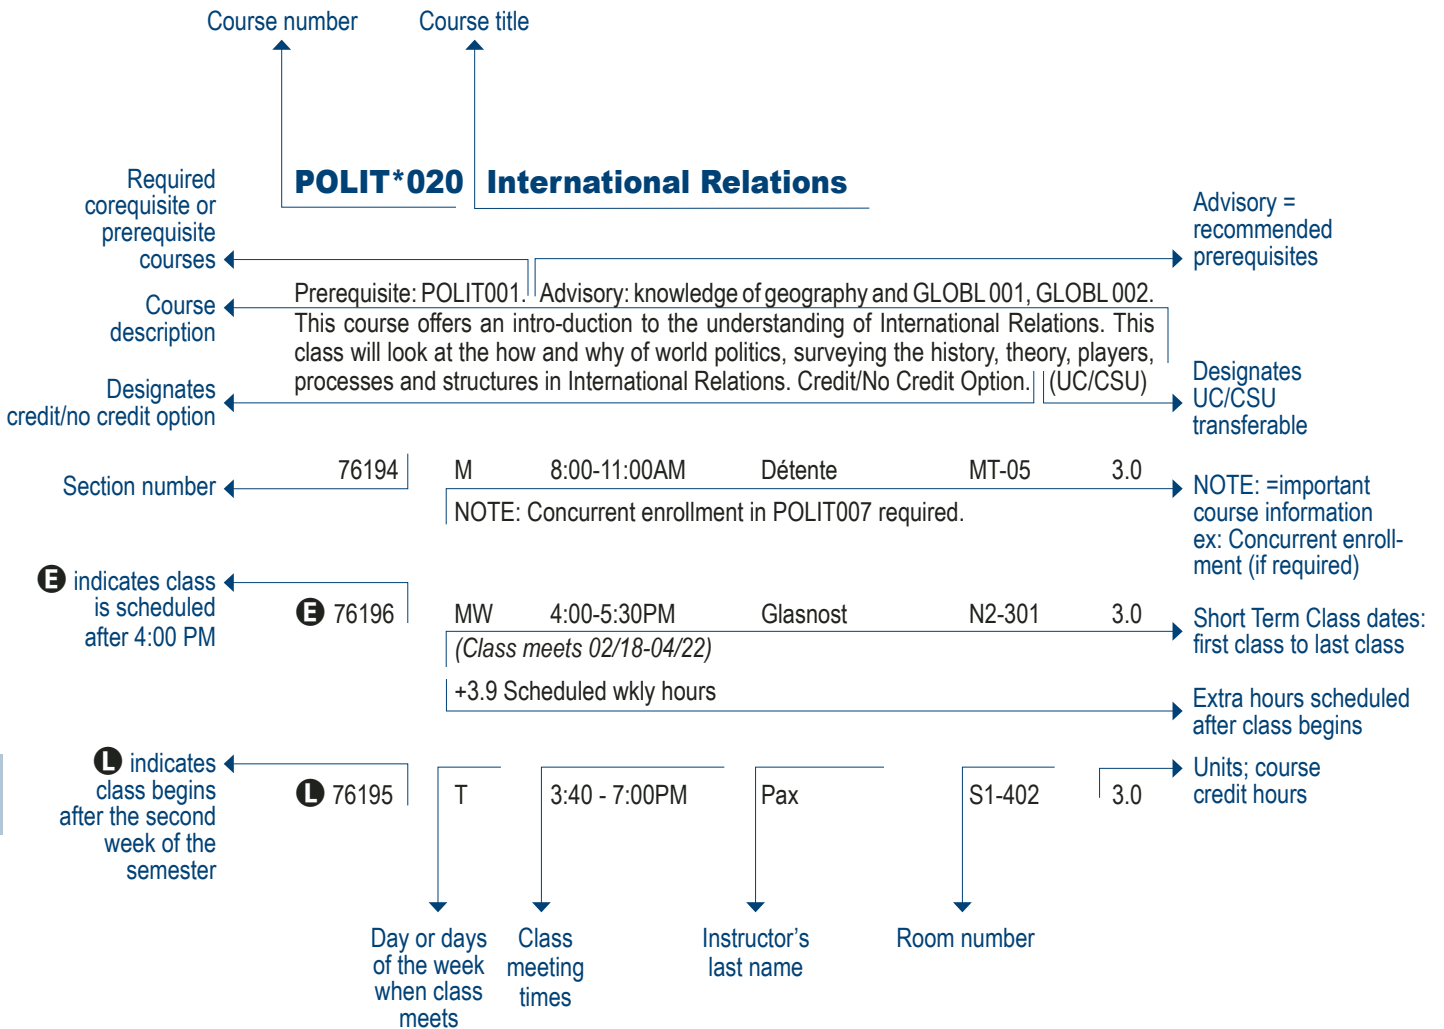 Course number
Course title
POLIT*020 International Relations
Required
corequisite or
prerequisite
courses
Advisory =
recommended
prerequisites
Prerequisite: POLIT001. Advisory: knowledge of geography and GLOBL 001, GLOBL 002.
This course offers an intro-duction to the understanding of International Relations. This
class will look at the how and why of world politics, surveying the history, theory, players,
processes and structures in International Relations. Credit/No Credit Option. (UC/CSU)
Course
description
Designates
credit/no credit option
Designates
UC/CSU
transferable
Section number
76194 M 8:00-11:00AM Détente MT-05 3.0
NOTE: Concurrent enrollment in POLIT007 required.
NOTE: =important
course information
ex: Concurrent enroll-
ment (if required)
E indicates class
is scheduled
after 4:00 PM
E 76196 MW 4:00-5:30PM Glasnost N2-301 3.0
(Class meets 02/18-04/22)
+3.9 Scheduled wkly hours
Short Term Class dates:
first class to last class
Extra hours scheduled
after class begins
L indicates
class begins
after the second
week of the
semester
L 76195 T 3:40 - 7:00PM Pax S1-402 3.0
Units; course
credit hours
Day or days
of the week
when class
meets
Class
meeting
times
Instructor’s
last name
Room number